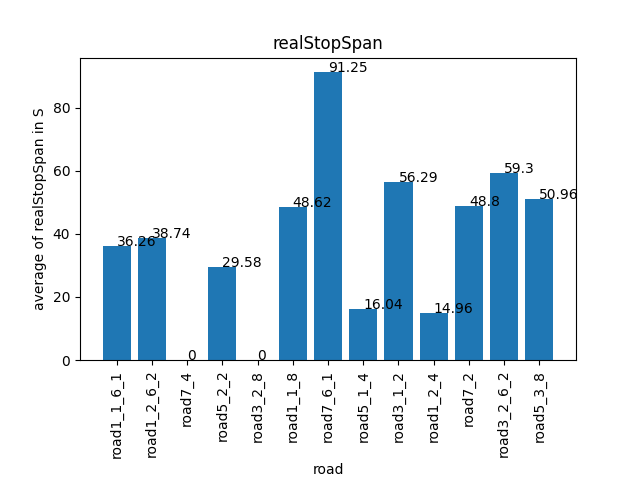 realStopSpan
average of realStopSpan in S
80
60
40
20
0
36.26
38.74
0
29.58
0
48.62
91.25
16.04
56.29
14.96
48.8
59.3
50.96
road1_1_6_1
road1_2_6_2
road7_4
road5_2_2
road3_2_8
road1_1_8
road7_6_1
road5_1_4
road3_1_2
road1_2_4
road7_2
road3_2_6_2
road5_3_8
road